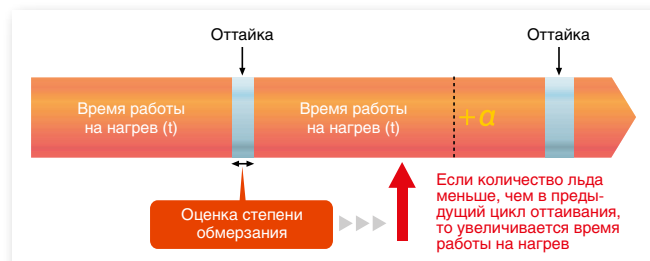 Оттайка
Оттайка
Время работы
на нагрев (t)
Время работы
на нагрев (t)
+α
Оценка степени
обмерзания
Если количество льда
меньше, чем в преды-
дущий цикл оттаивания,
то увеличивается время
работы на нагрев